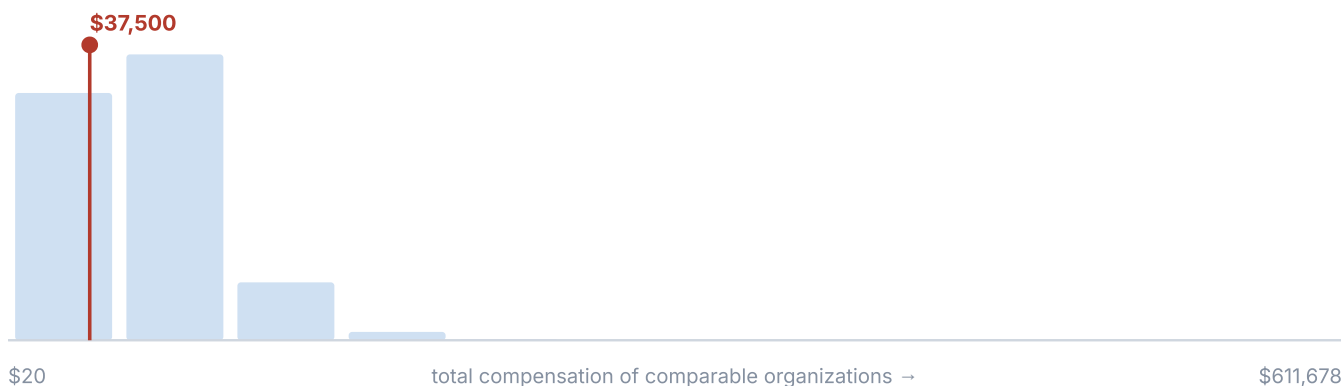 $37,500
$20
total compensation of comparable organizations →
$611,678